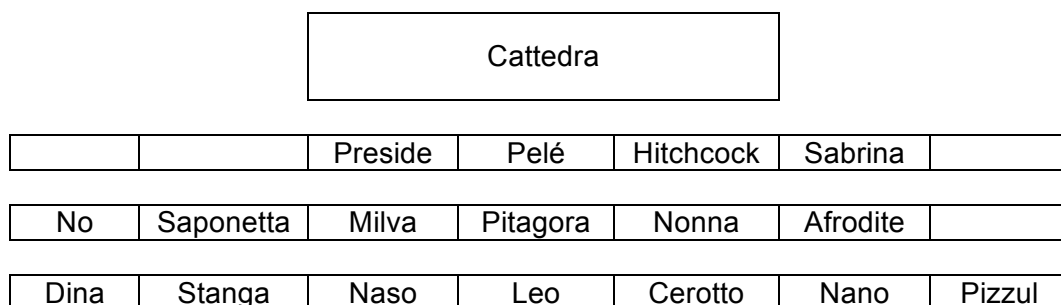 Cattedra
Preside Pelé Hitchcock Sabrina
No Saponetta Milva Pitagora Nonna Afrodite
Dina Stanga Naso Leo Cerotto Nano Pizzul